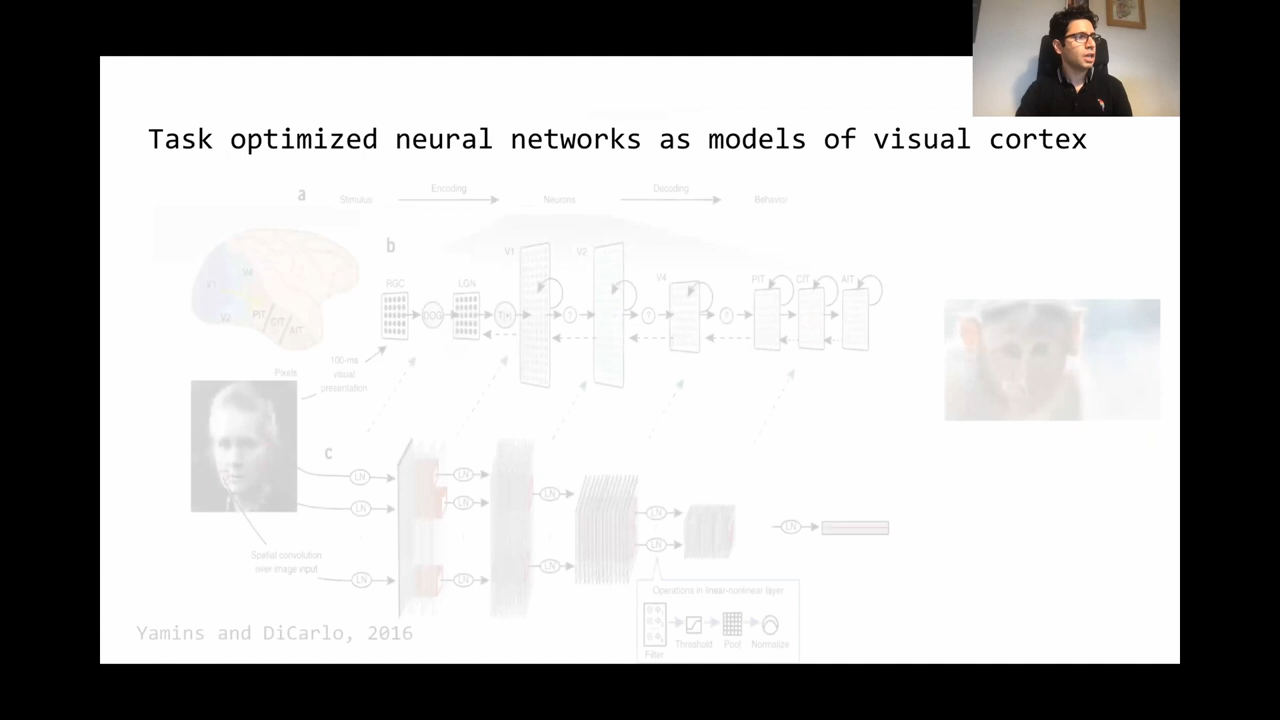 Task optimized neural networks as models of visual cortex
a
Stimulus
Encoding
Neurons
Decoding
Behavior
b
V1
V2
V4
PIT
CIT
AIT
RGC
LGN
DOG
T(•)
?
?
?
V1
V4
V2
PIT
CIT
AIT
Pixels
100-ms
visual
presentation
c
LN
LN
LN
LN
LN
LN
LN
LN
LN
LN
LN
Spatial convolution
over image input
Operations in linear-nonlinear layer
Filter
Threshold
Pool
Normalize
Yamins and DiCarlo, 2016